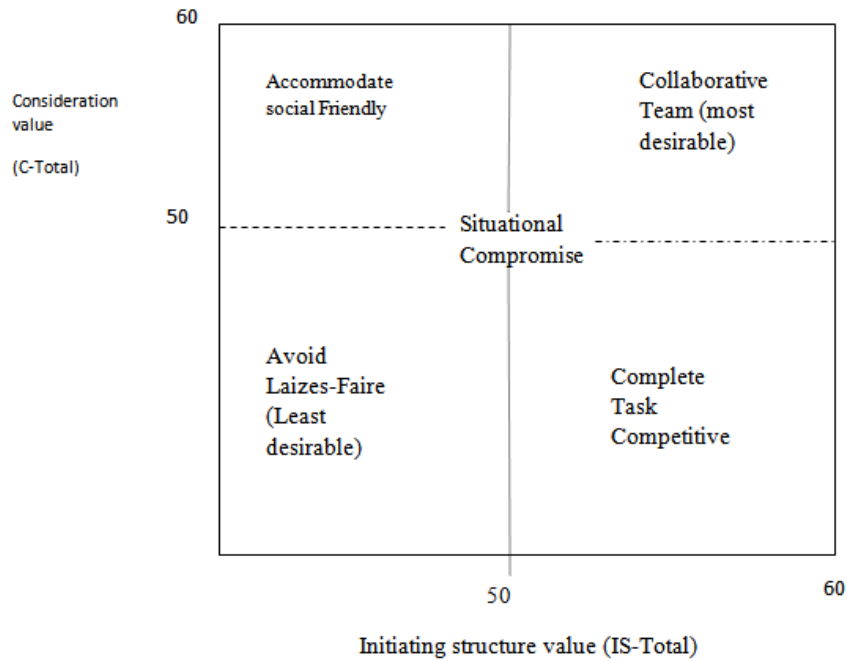 60
Consideration
value
(C-Total)
Accommodate
social Friendly
Collaborative
Team (most
desirable)
50
Situational
Compromise
Avoid
Laizes-Faire
(Least
desirable)
Complete
Task
Competitive
50
60
Initiating structure value (IS-Total)